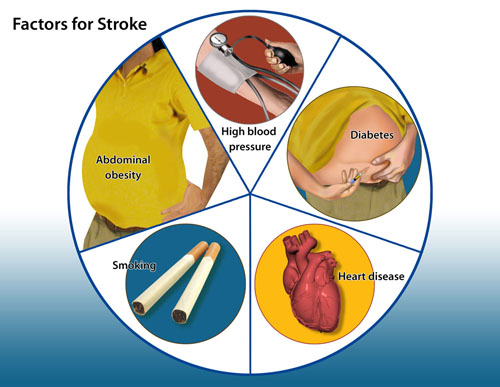 Factors for Stroke
High blood
pressure
Diabetes
Abdominal
obesity
Smoking
Heart disease